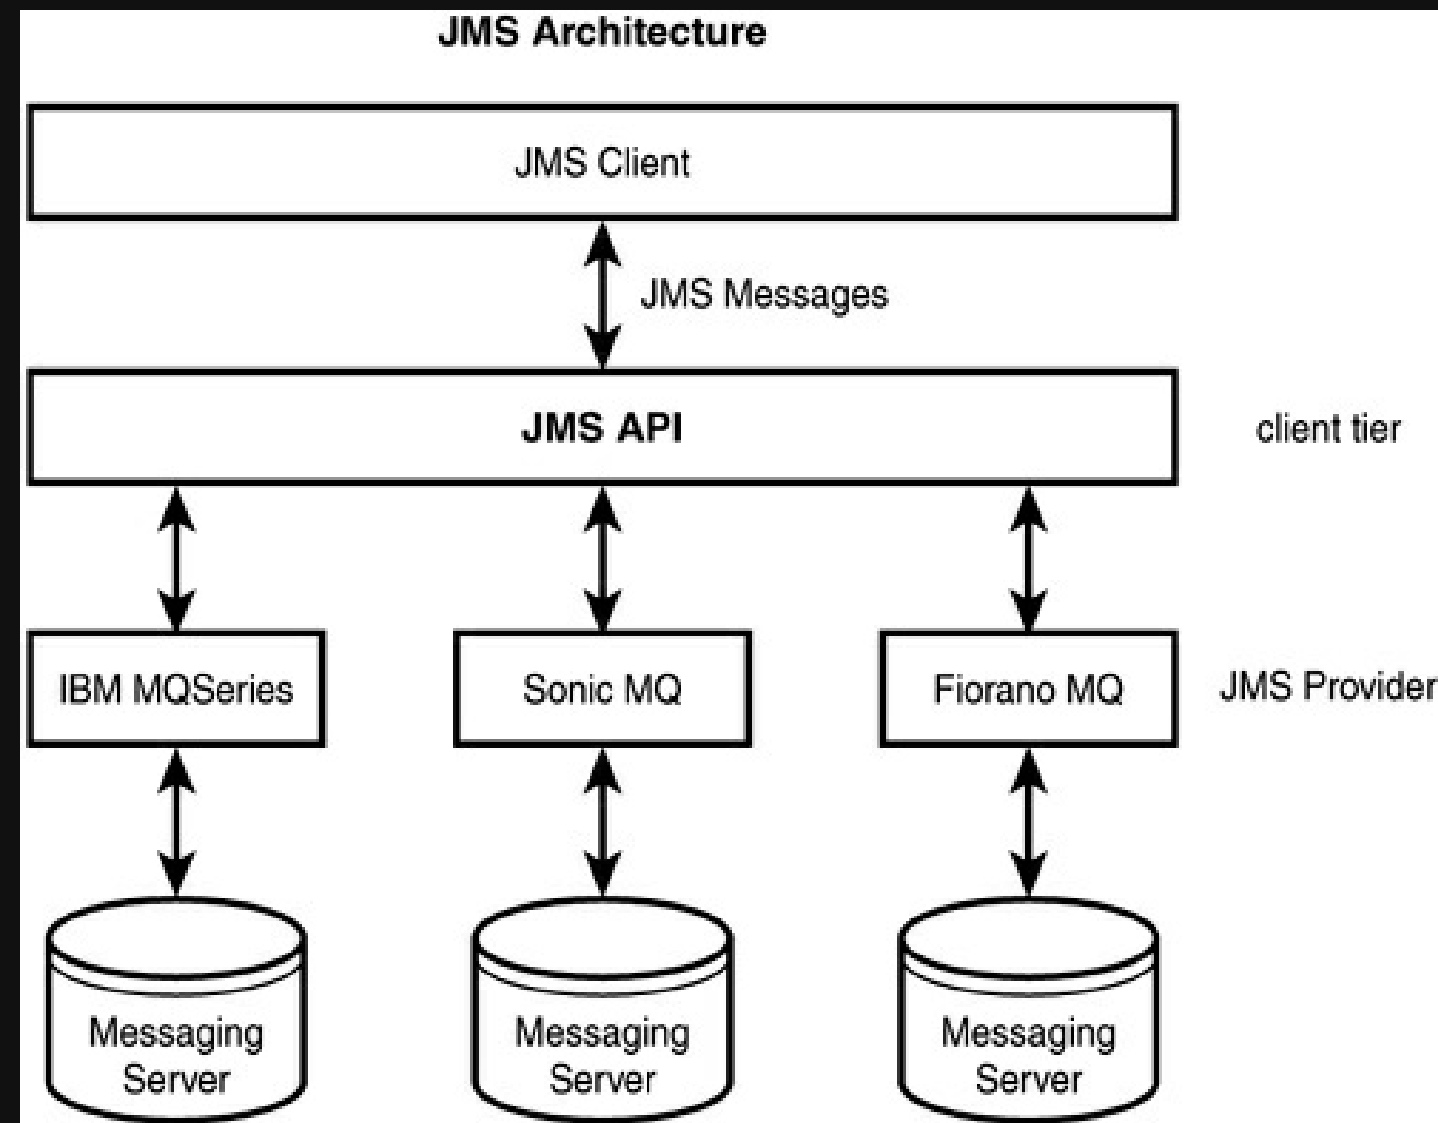 JMS Architecture
JMS Client
JMS Messages
JMS API
client tier
IBM MQSeries
Sonic MQ
Fiorano MQ
JMS Provider
Messaging
Server
Messaging
Server
Messaging
Server